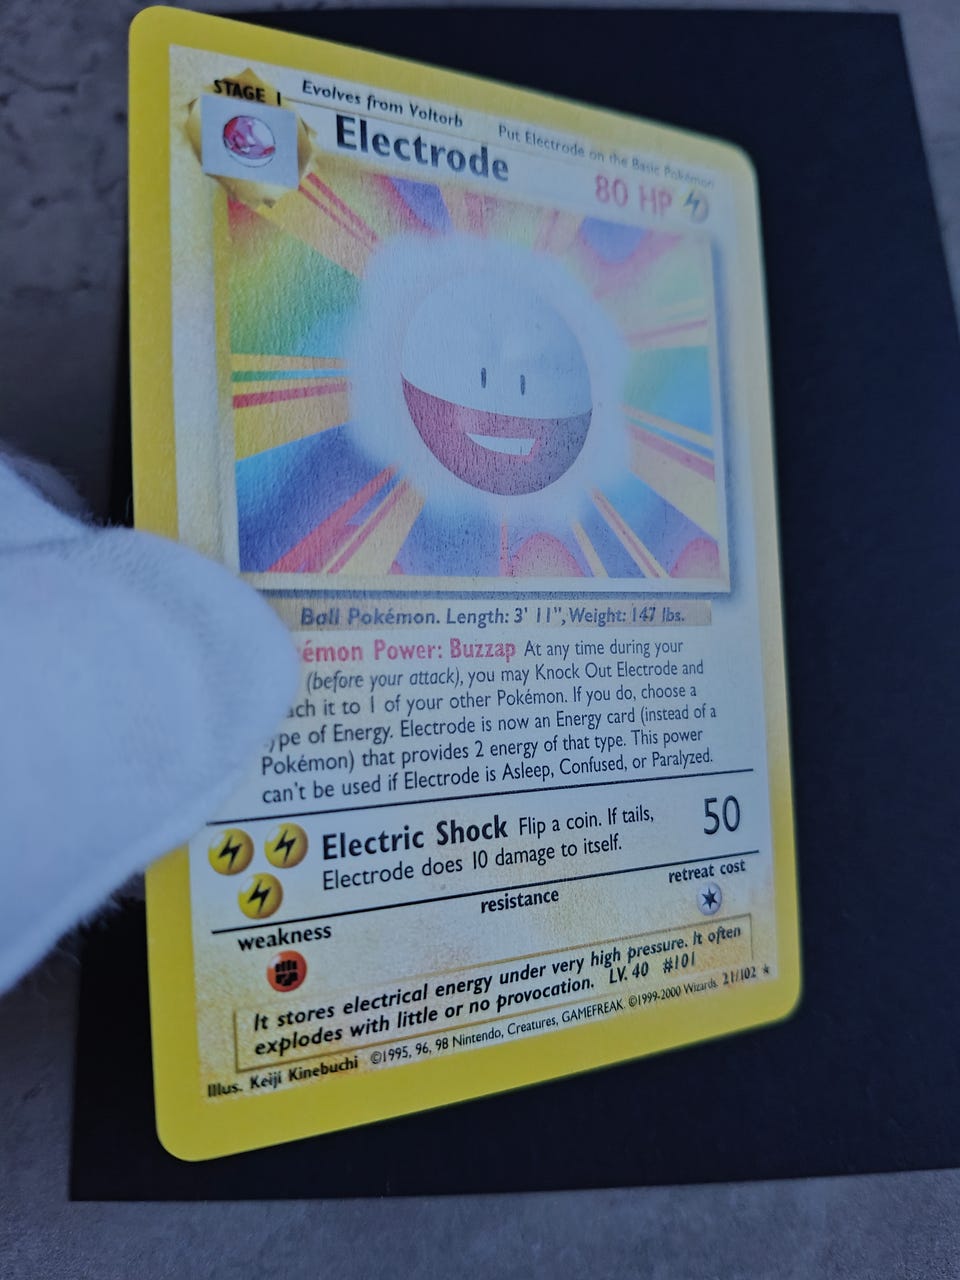 STAGE 1
Evolves from Voltorb
Put Electrode on the Basic Pokémon
Electrode
80 HP
Ball Pokémon. Length: 3' 11", Weight: 147 lbs.
émon Power: Buzzap At any time during your
(before your attack), you may Knock Out Electrode and
ach it to 1 of your other Pokémon. If you do, choose a
ype of Energy. Electrode is now an Energy card (instead of a
Pokémon) that provides 2 energy of that type. This power
can't be used if Electrode is Asleep, Confused, or Paralyzed.
Electric Shock Flip a coin. If tails,
Electrode does 10 damage to itself.
50
weakness
resistance
retreat cost
It stores electrical energy under very high pressure. It often
explodes with little or no provocation. LV. 40 #101
Illus. Keiji Kinebuchi ©1995, 96, 98 Nintendo, Creatures, GAMEFREAK. ©1999-2000 Wizards. 21/102 ★